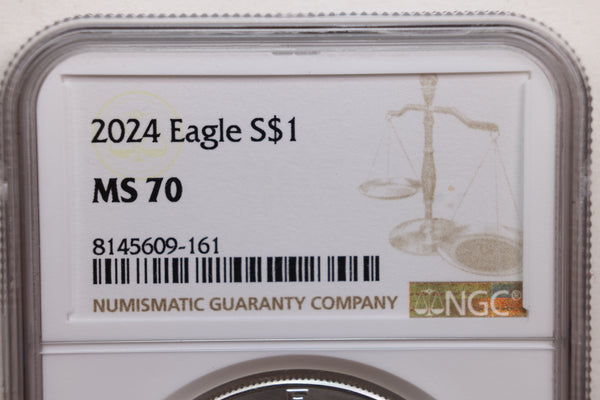 2024 Eagle S$1
MS 70
8145609-161
NUMISMATIC GUARANTY COMPANY
NGC®